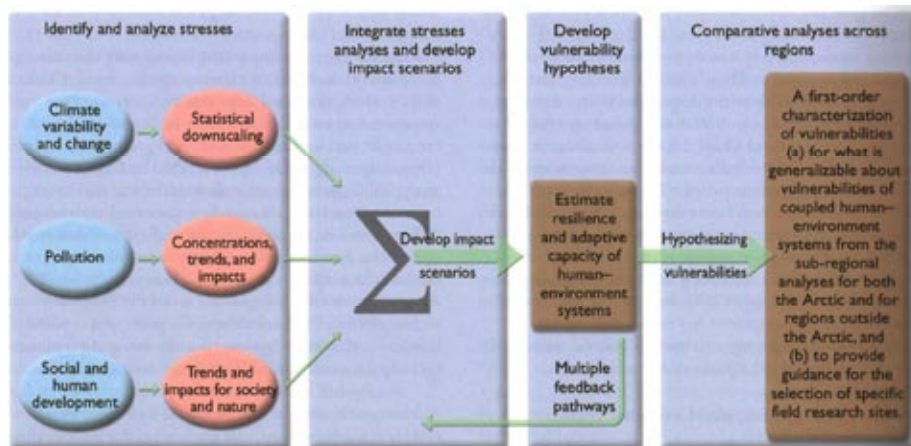 Identify and analyze stresses
Climate
variability
and change
Statistical
downscaling
Pollution
Concentrations,
trends, and
impacts
Social and
human
development
Trends and
impacts for society
and nature
Integrate stresses
analyses and develop
impact scenarios
Σ
Develop impact
scenarios
Develop
vulnerability
hypotheses
Estimate
resilience
and adaptive
capacity of
human–
environment
systems
Multiple
feedback
pathways
Hypothesizing
vulnerabilities
Comparative analyses across
regions
A first-order
characterization
of vulnerabilities
(a) for what is
generalizable about
vulnerabilities of
coupled human–
environment
systems from the
sub-regional
analyses for both
the Arctic and for
regions outside
the Arctic, and
(b) to provide
guidance for the
selection of specific
field research sites.